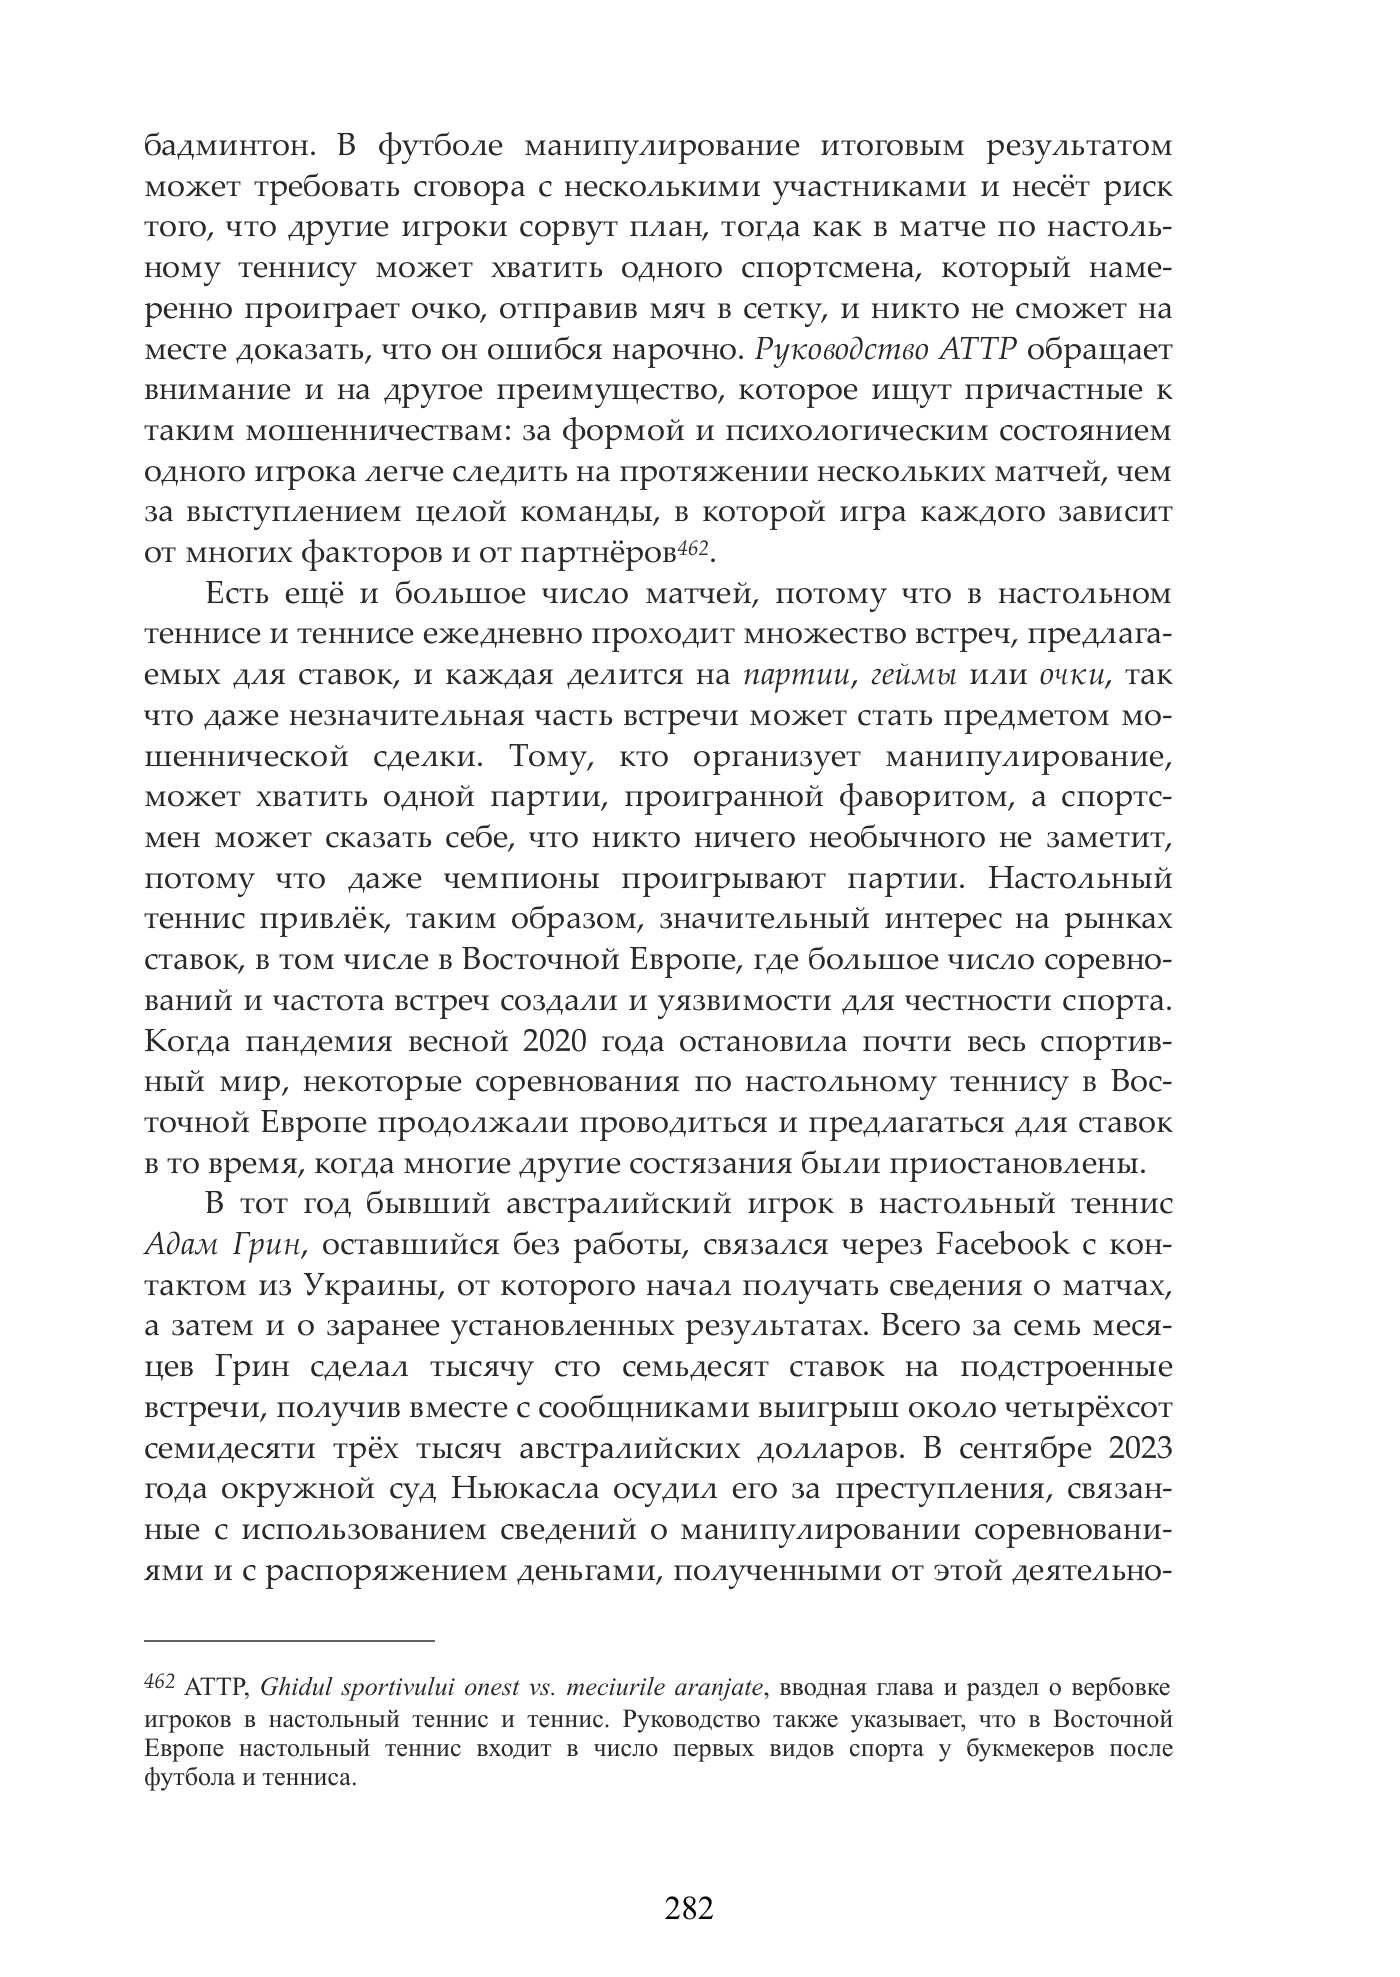 бадминтон. В футболе манипулирование итоговым результатом
может требовать сговора с несколькими участниками и несёт риск
того, что другие игроки сорвут план, тогда как в матче по настоль-
ному теннису может хватить одного спортсмена, который наме-
ренно проиграет очко, отправив мяч в сетку, и никто не сможет на
месте доказать, что он ошибся нарочно. Руководство АТТР обращает
внимание и на другое преимущество, которое ищут причастные к
таким мошенничествам: за формой и психологическим состоянием
одного игрока легче следить на протяжении нескольких матчей, чем
за выступлением целой команды, в которой игра каждого зависит
от многих факторов и от партнёров462.
Есть ещё и большое число матчей, потому что в настольном
теннисе и теннисе ежедневно проходит множество встреч, предлага-
емых для ставок, и каждая делится на партии, геймы или очки, так
что даже незначительная часть встречи может стать предметом мо-
шеннической сделки. Тому, кто организует манипулирование,
может хватить одной партии, проигранной фаворитом, а спортс-
мен может сказать себе, что никто ничего необычного не заметит,
потому что даже чемпионы проигрывают партии. Настольный
теннис привлёк, таким образом, значительный интерес на рынках
ставок, в том числе в Восточной Европе, где большое число соревно-
ваний и частота встреч создали и уязвимости для честности спорта.
Когда пандемия весной 2020 года остановила почти весь спортив-
ный мир, некоторые соревнования по настольному теннису в Вос-
точной Европе продолжали проводиться и предлагаться для ставок
в то время, когда многие другие состязания были приостановлены.
В тот год бывший австралийский игрок в настольный теннис
Адам Грин, оставшийся без работы, связался через Facebook с кон-
тактом из Украины, от которого начал получать сведения о матчах,
а затем и о заранее установленных результатах. Всего за семь меся-
цев Грин сделал тысячу сто семьдесят ставок на подстроенные
встречи, получив вместе с сообщниками выигрыш около четырёхсот
семидесяти трёх тысяч австралийских долларов. В сентябре 2023
года окружной суд Ньюкасла осудил его за преступления, связан-
ные с использованием сведений о манипулировании соревновани-
ями и с распоряжением деньгами, полученными от этой деятельно-
462 АТТР, Ghidul sportivului onest vs. meciurile aranjate, вводная глава и раздел о вербовке
игроков в настольный теннис и теннис. Руководство также указывает, что в Восточной
Европе настольный теннис входит в число первых видов спорта у букмекеров после
футбола и тенниса.
282